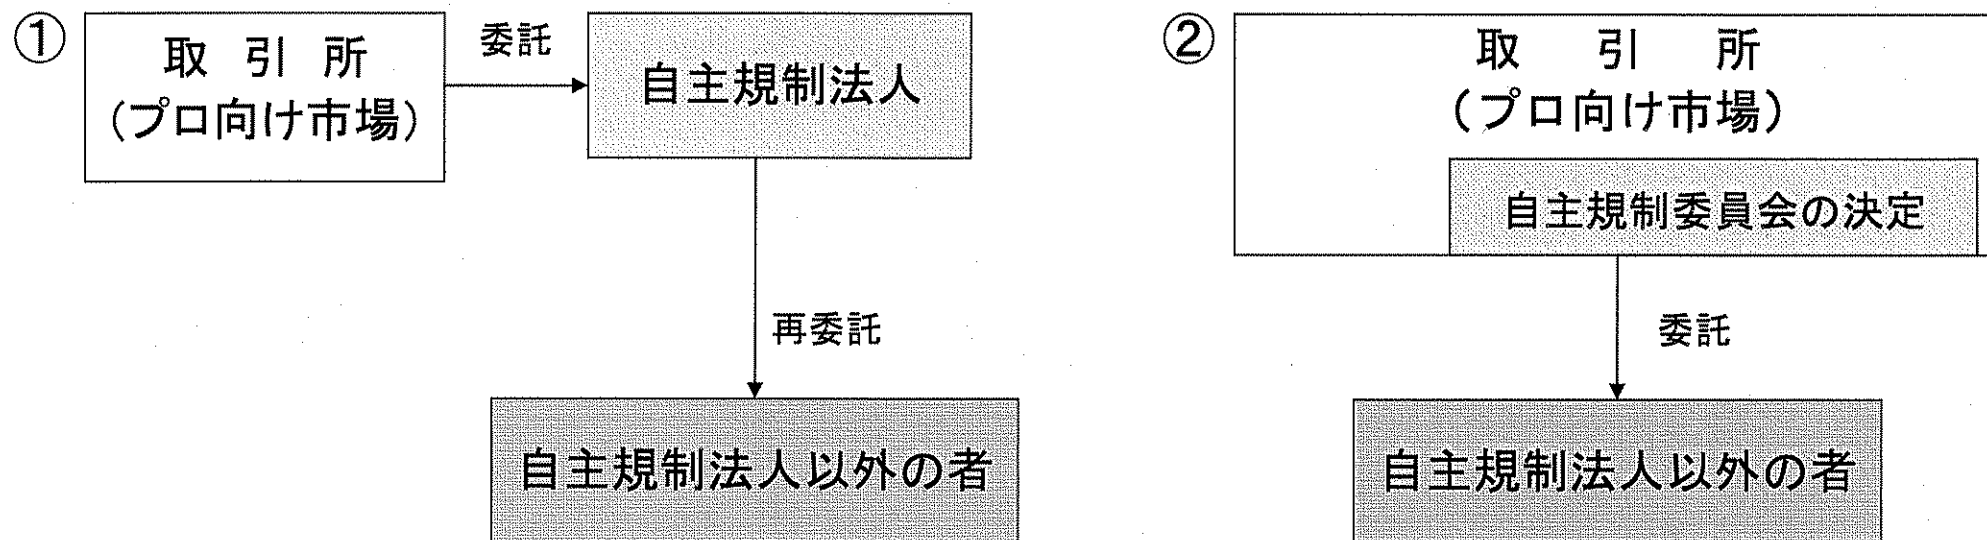 ①
取 引 所
(プロ向け市場)
委託
自主規制法人
再委託
自主規制法人以外の者
②
取 引 所
(プロ向け市場)
自主規制委員会の決定
委託
自主規制法人以外の者